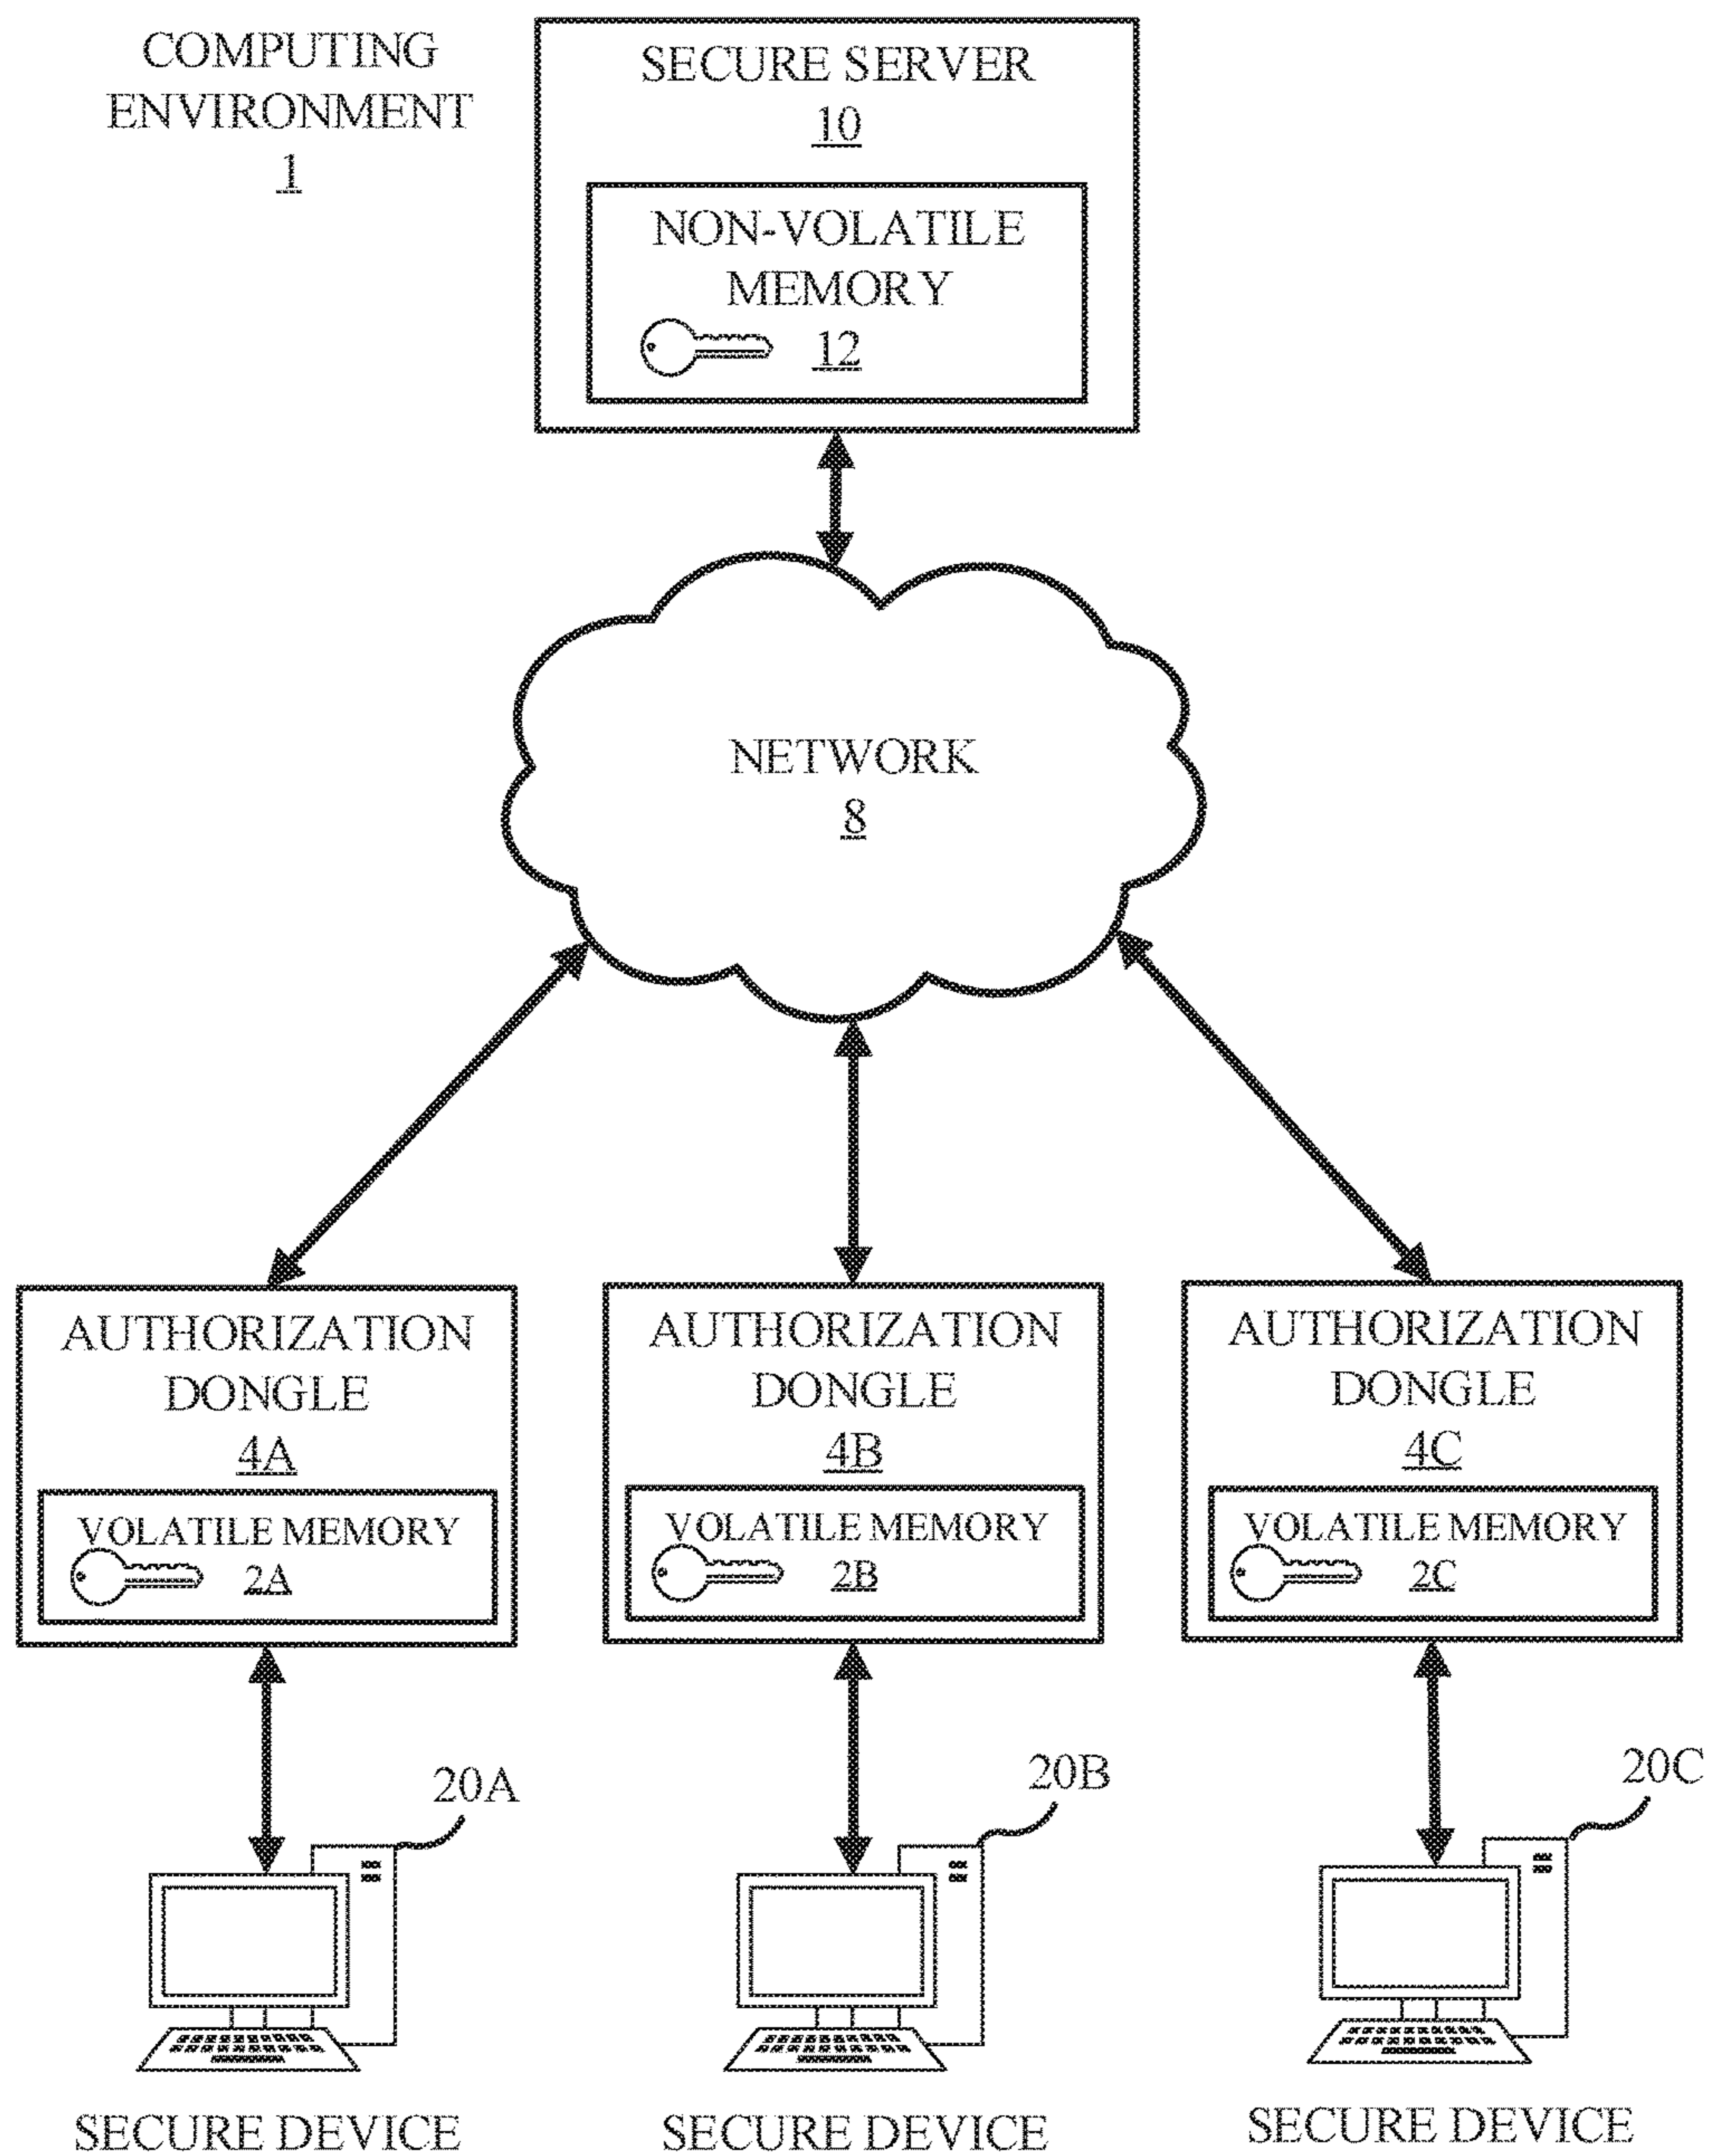 COMPUTING
ENVIRONMENT
1
SECURE SERVER
10
NON-VOLATILE
MEMORY
12
NETWORK
8
AUTHORIZATION
DONGLE
4A
VOLATILE MEMORY
2A
AUTHORIZATION
DONGLE
4B
VOLATILE MEMORY
2B
AUTHORIZATION
DONGLE
4C
VOLATILE MEMORY
2C
20A
20B
20C
SECURE DEVICE
SECURE DEVICE
SECURE DEVICE